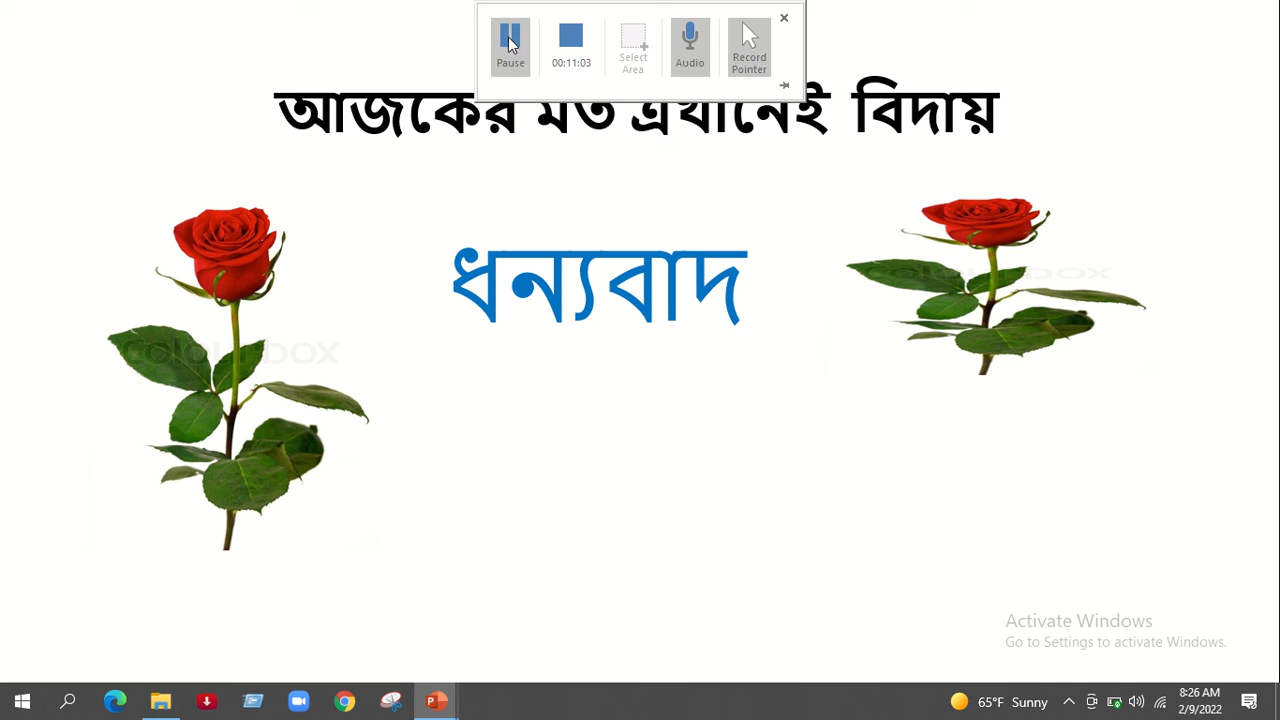 Pause
00:11:03
Select
Area
Audio
Record
Pointer
আজকের মত এখানেই বিদায়
ধন্যবাদ
colourbox
Activate Windows
Go to Settings to activate Windows.
65°F Sunny
8:26 AM
2/9/2022